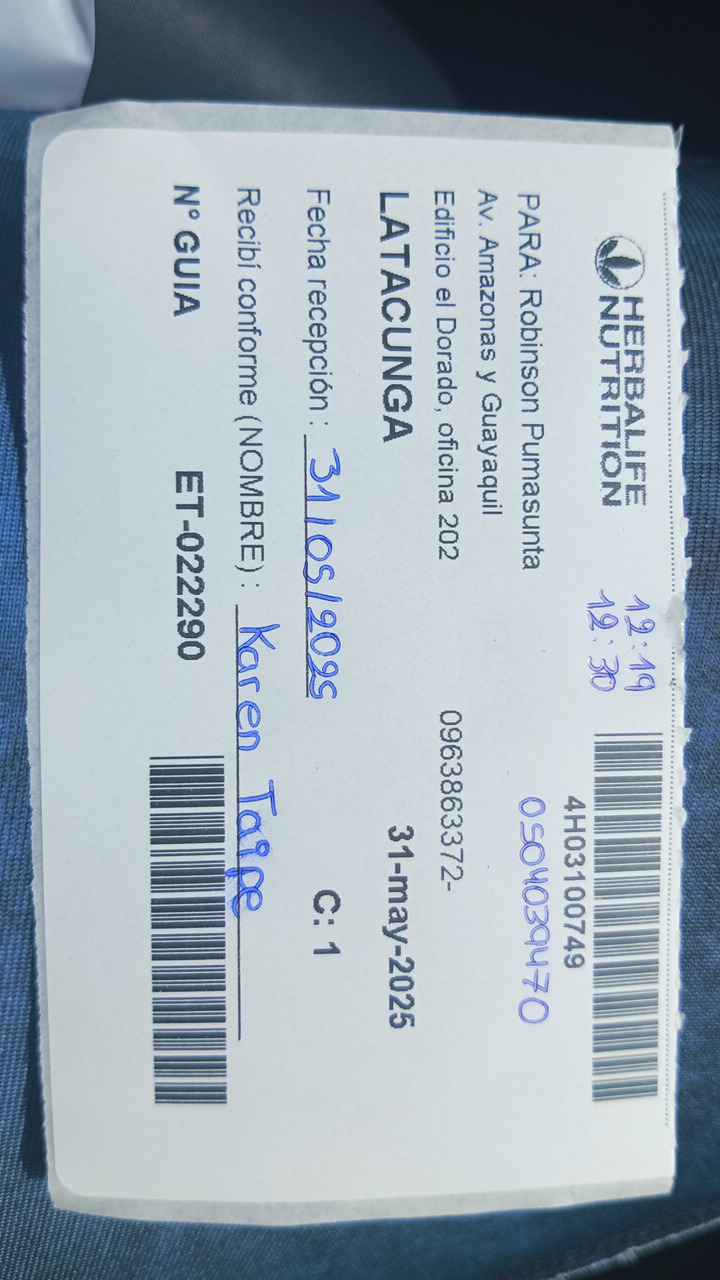 HERBALIFE
NUTRITION
12:19
12:30
4H03100749
0504039470
PARA: Robinson Pumasunta
Av. Amazonas y Guayaquil
Edificio el Dorado, oficina 202 0963863372-
LATACUNGA 31-may-2025
Fecha recepción : 31/05/2025 C: 1
Recibí conforme (NOMBRE) : Karen Taipe
N° GUIA ET-022290